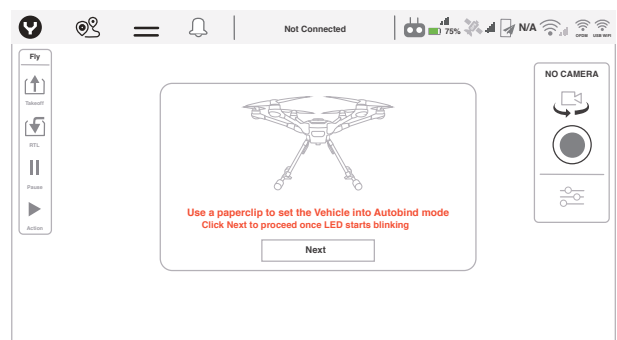 Not Connected
75%
N/A
OPDM
USB WIFI
Fly
Takeoff
RTL
Pause
Action
NO CAMERA
Use a paperclip to set the Vehicle into Autobind mode
Click Next to proceed once LED starts blinking
Next